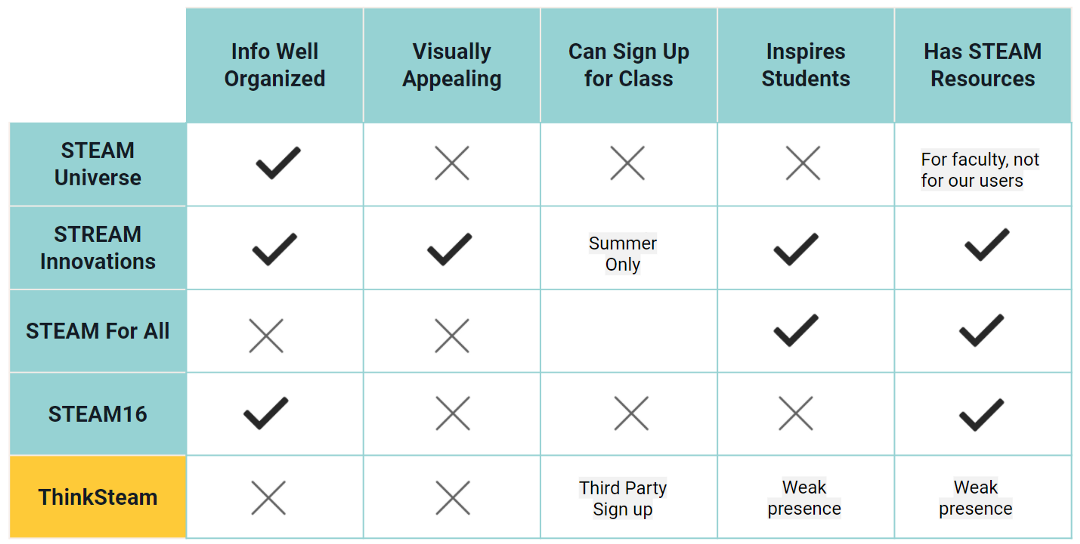 Info Well
Organized
Visually
Appealing
Can Sign Up
for Class
Inspires
Students
Has STEAM
Resources
STEAM
Universe
For faculty, not
for our users
STREAM
Innovations
Summer
Only
STEAM For All
STEAM16
ThinkSteam
Third Party
Sign up
Weak
presence
Weak
presence